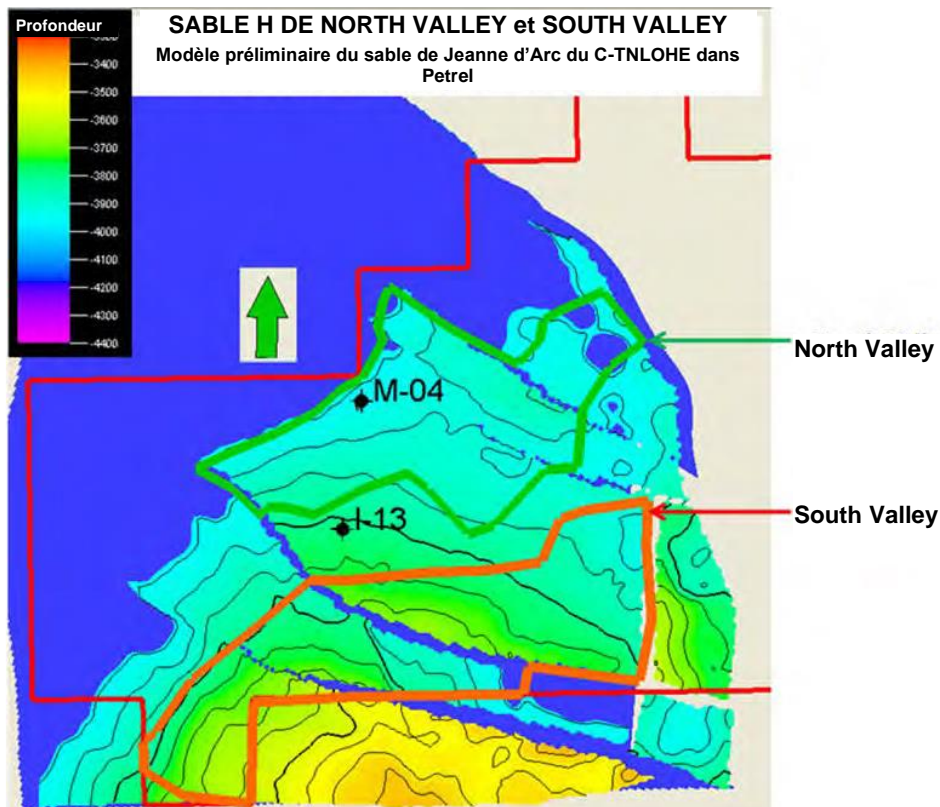 SABLE H DE NORTH VALLEY et SOUTH VALLEY
Modèle préliminaire du sable de Jeanne d'Arc du C-TNLOHE dans
Petrel
Profondeur
-3500
-3600
-3700
-3800
-3900
-4000
-4100
-4200
-4300
-4400
M-04
North Valley
I-13
South Valley